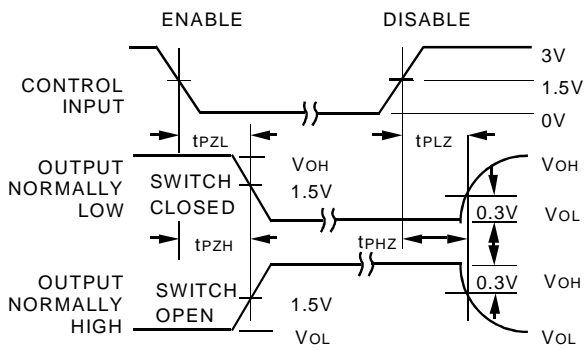 ENABLE
DISABLE
CONTROL
INPUT
3V
1.5V
0V
tPZL
tPLZ
OUTPUT
NORMALLY
LOW
SWITCH
CLOSED
VOH
1.5V
VOH
0.3V
VOL
tPZH
tPHZ
OUTPUT
NORMALLY
HIGH
SWITCH
OPEN
1.5V
VOL
0.3V
VOH
VOL